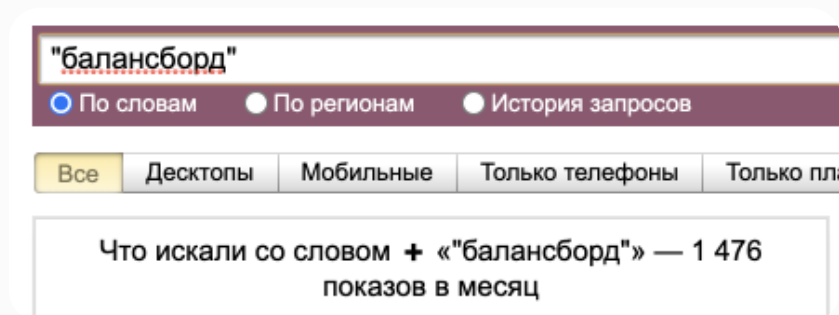 "балансборд"
По словам По регионам История запросов
Все Десктопы Мобильные Только телефоны Только
Что искали со словом + «"балансборд"» — 1 476
показов в месяц